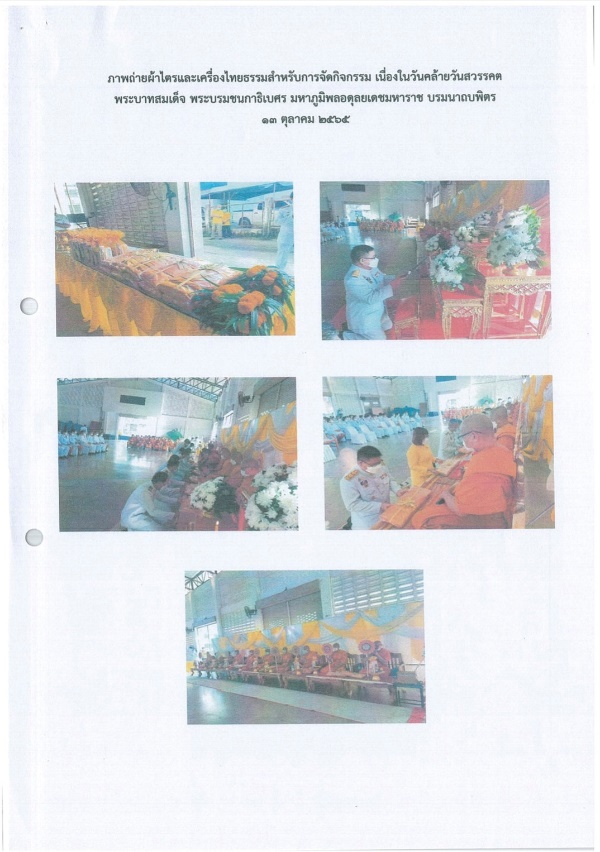 ภาพถ่ายผ้าไตรและเครื่องไทยธรรมสำหรับการจัดกิจกรรม เนื่องในวันคล้ายวันสวรรคต
พระบาทสมเด็จ พระบรมชนกาธิเบศร มหาภูมิพลอดุลยเดชมหาราช บรมนาถบพิตร
๑๓ ตุลาคม ๒๕๖๕